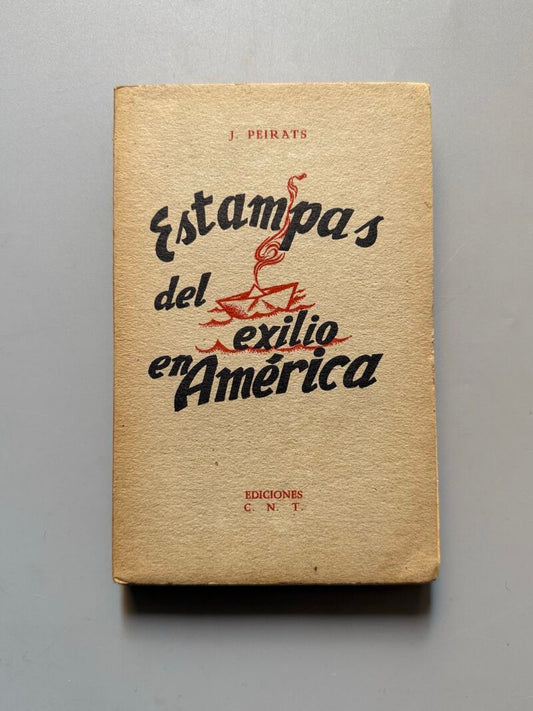 J. PEIRATS
Estampas
del
exilio
en América
EDICIONES
C. N. T.